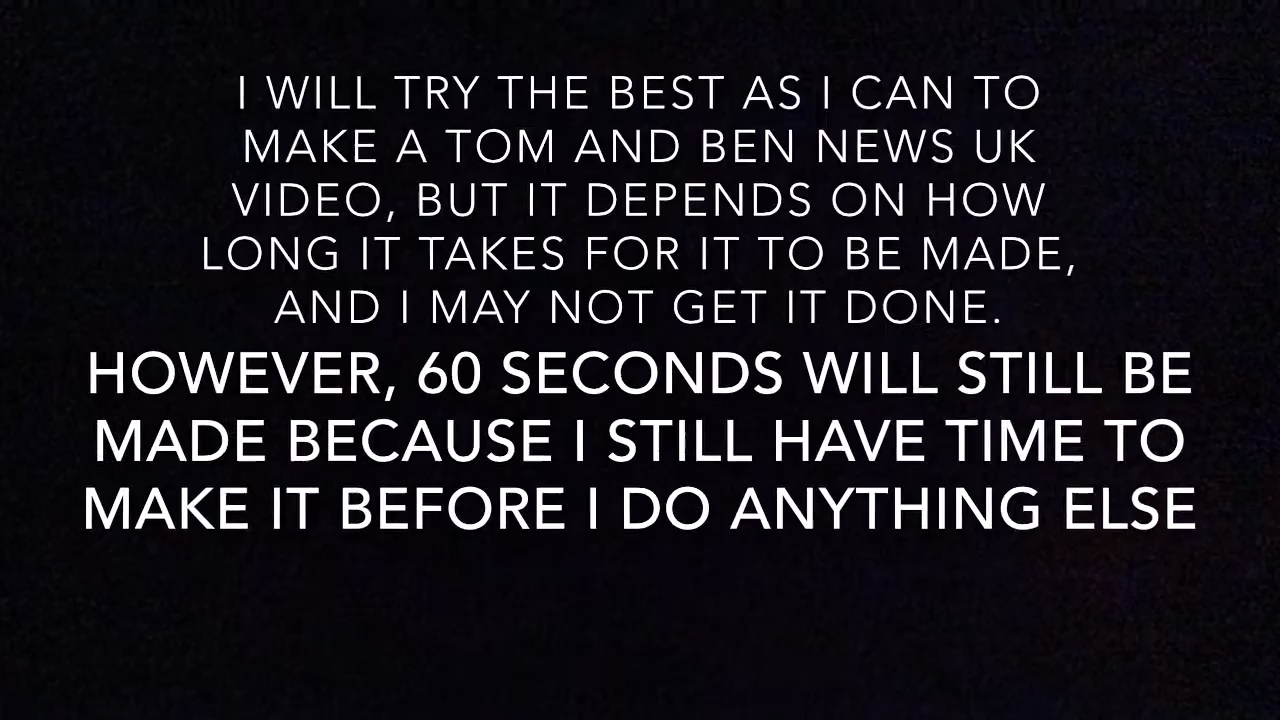 I WILL TRY THE BEST AS I CAN TO
MAKE A TOM AND BEN NEWS UK
VIDEO, BUT IT DEPENDS ON HOW
LONG IT TAKES FOR IT TO BE MADE,
AND I MAY NOT GET IT DONE.
HOWEVER, 60 SECONDS WILL STILL BE
MADE BECAUSE I STILL HAVE TIME TO
MAKE IT BEFORE I DO ANYTHING ELSE